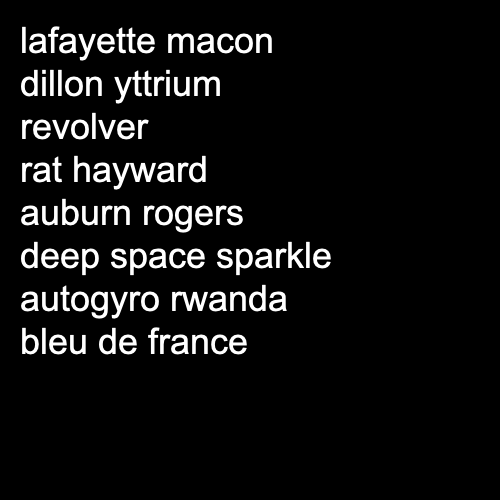 lafayette macon
dillon yttrium
revolver
rat hayward
auburn rogers
deep space sparkle
autogyro rwanda
bleu de france